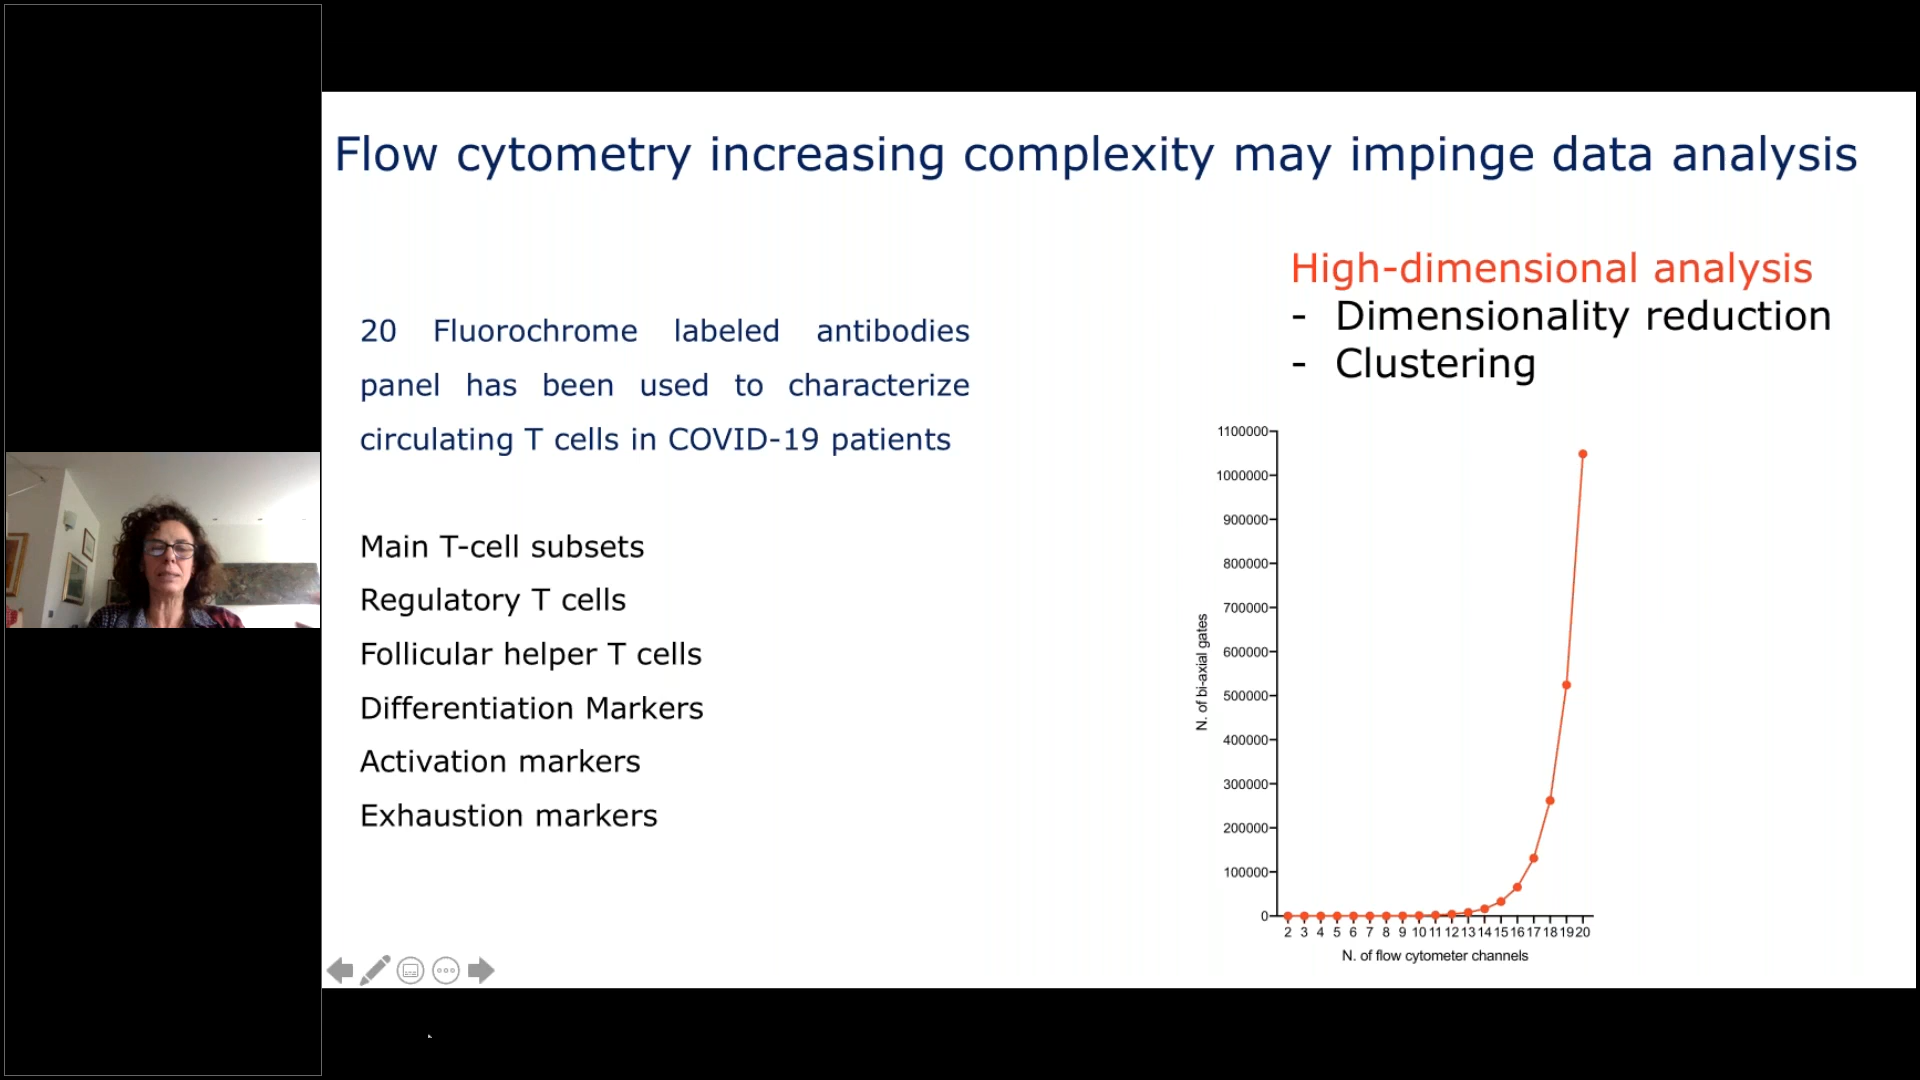 Flow cytometry increasing complexity may impinge data analysis
High-dimensional analysis
- Dimensionality reduction
- Clustering
20 Fluorochrome labeled antibodies
panel has been used to characterize
circulating T cells in COVID-19 patients
Main T-cell subsets
Regulatory T cells
Follicular helper T cells
Differentiation Markers
Activation markers
Exhaustion markers
N. of bi-axial gates
1100000
1000000
900000
800000
700000
600000
500000
400000
300000
200000
100000
0
2 3 4 5 6 7 8 9 10 11 12 13 14 15 16 17 18 19 20
N. of flow cytometer channels